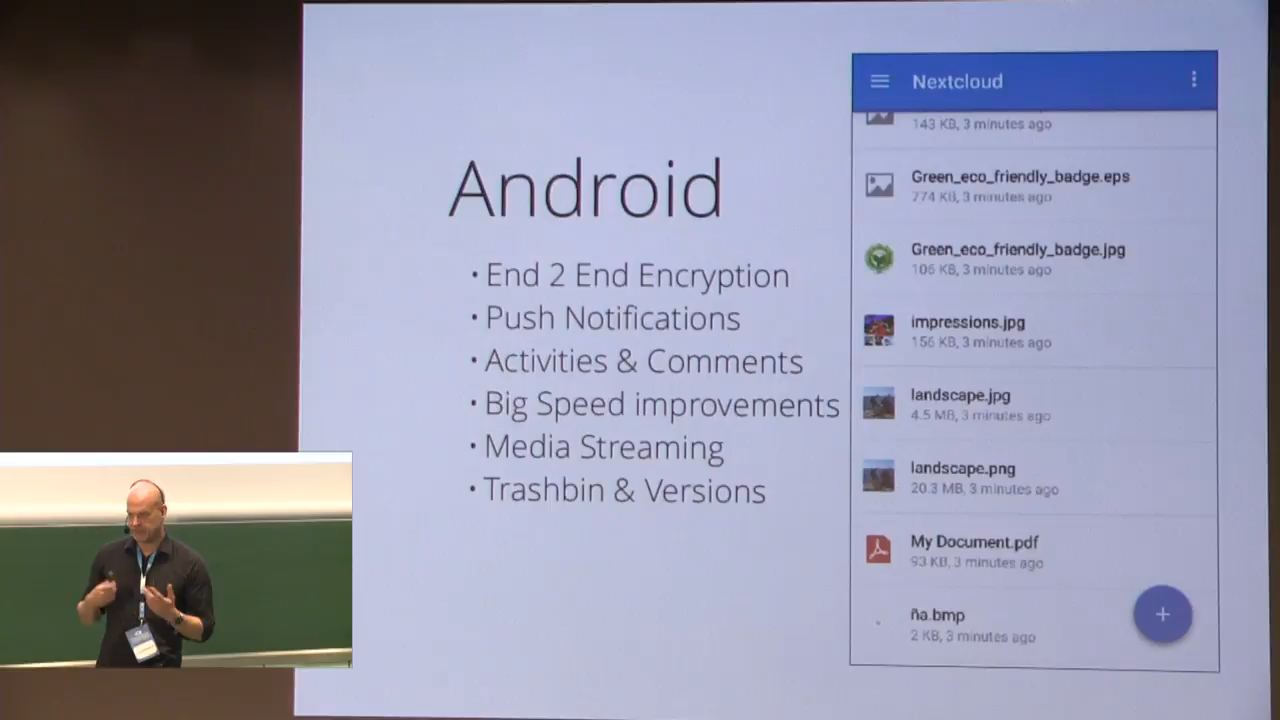 Android
• End 2 End Encryption
• Push Notifications
• Activities & Comments
• Big Speed improvements
• Media Streaming
• Trashbin & Versions
Nextcloud
143 KB, 3 minutes ago
Green_eco_friendly_badge.eps
774 KB, 3 minutes ago
Green_eco_friendly_badge.jpg
106 KB, 3 minutes ago
impressions.jpg
156 KB, 3 minutes ago
landscape.jpg
4.5 MB, 3 minutes ago
landscape.png
20.3 MB, 3 minutes ago
My Document.pdf
93 KB, 3 minutes ago
ña.bmp
2 KB, 3 minutes ago